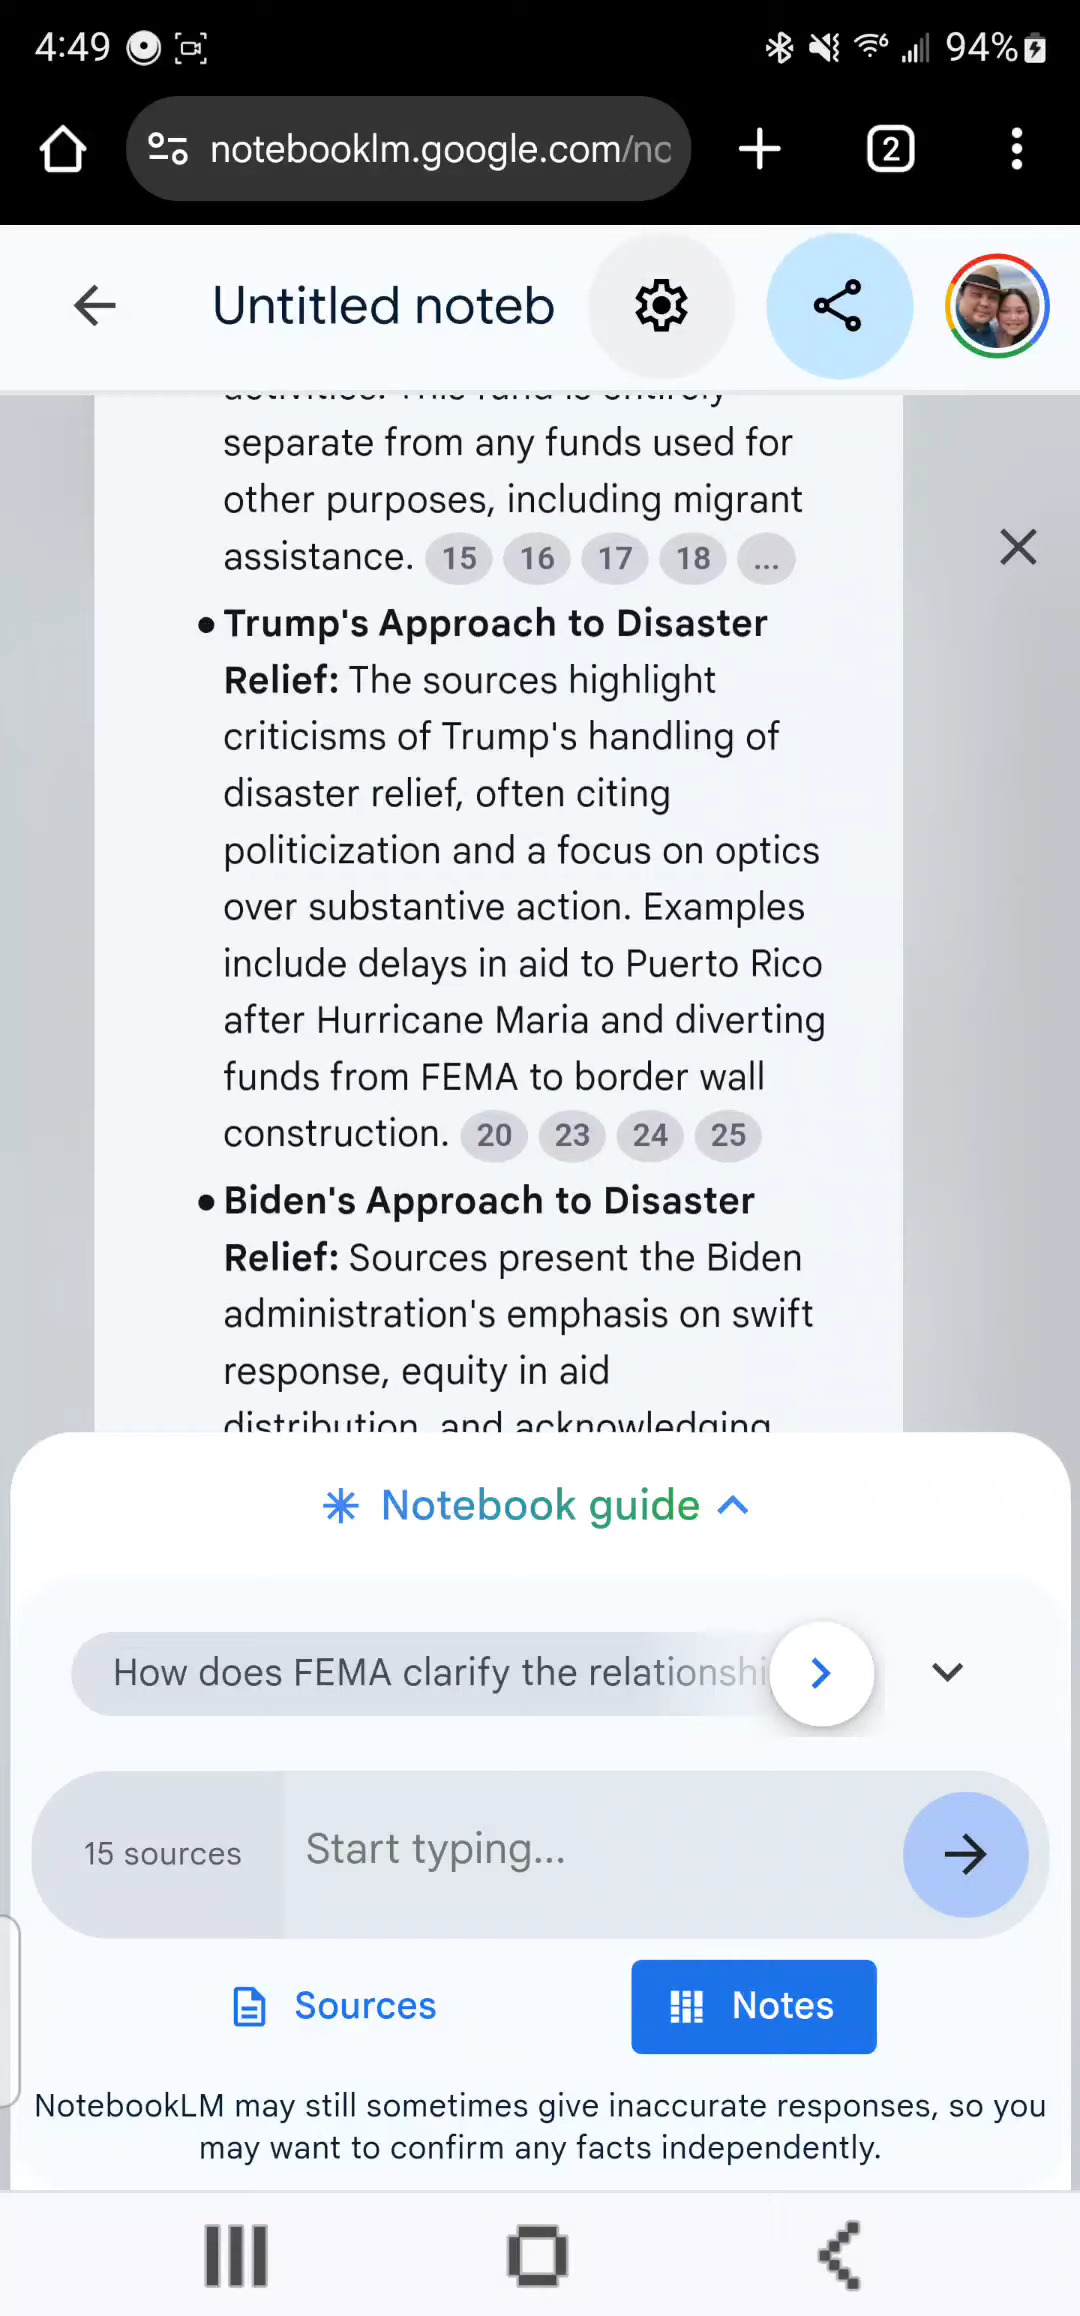 4:49
94%
notebooklm.google.com/nc
2
Untitled noteb
separate from any funds used for
other purposes, including migrant
assistance. 15 16 17 18 ...
• Trump's Approach to Disaster
Relief: The sources highlight
criticisms of Trump's handling of
disaster relief, often citing
politicization and a focus on optics
over substantive action. Examples
include delays in aid to Puerto Rico
after Hurricane Maria and diverting
funds from FEMA to border wall
construction. 20 23 24 25
• Biden's Approach to Disaster
Relief: Sources present the Biden
administration's emphasis on swift
response, equity in aid
distribution, and acknowledging
Notebook guide
How does FEMA clarify the relationshi
15 sources
Start typing...
Sources
Notes
NotebookLM may still sometimes give inaccurate responses, so you
may want to confirm any facts independently.